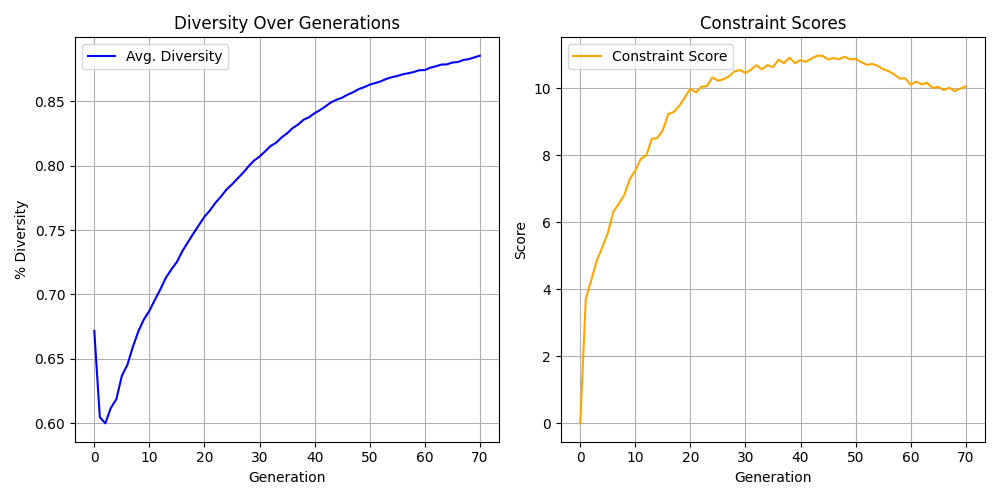 Diversity Over Generations
Avg. Diversity
% Diversity
0.85
0.80
0.75
0.70
0.65
0.60
0 10 20 30 40 50 60 70
Generation
Constraint Scores
Constraint Score
Score
10
8
6
4
2
0
0 10 20 30 40 50 60 70
Generation